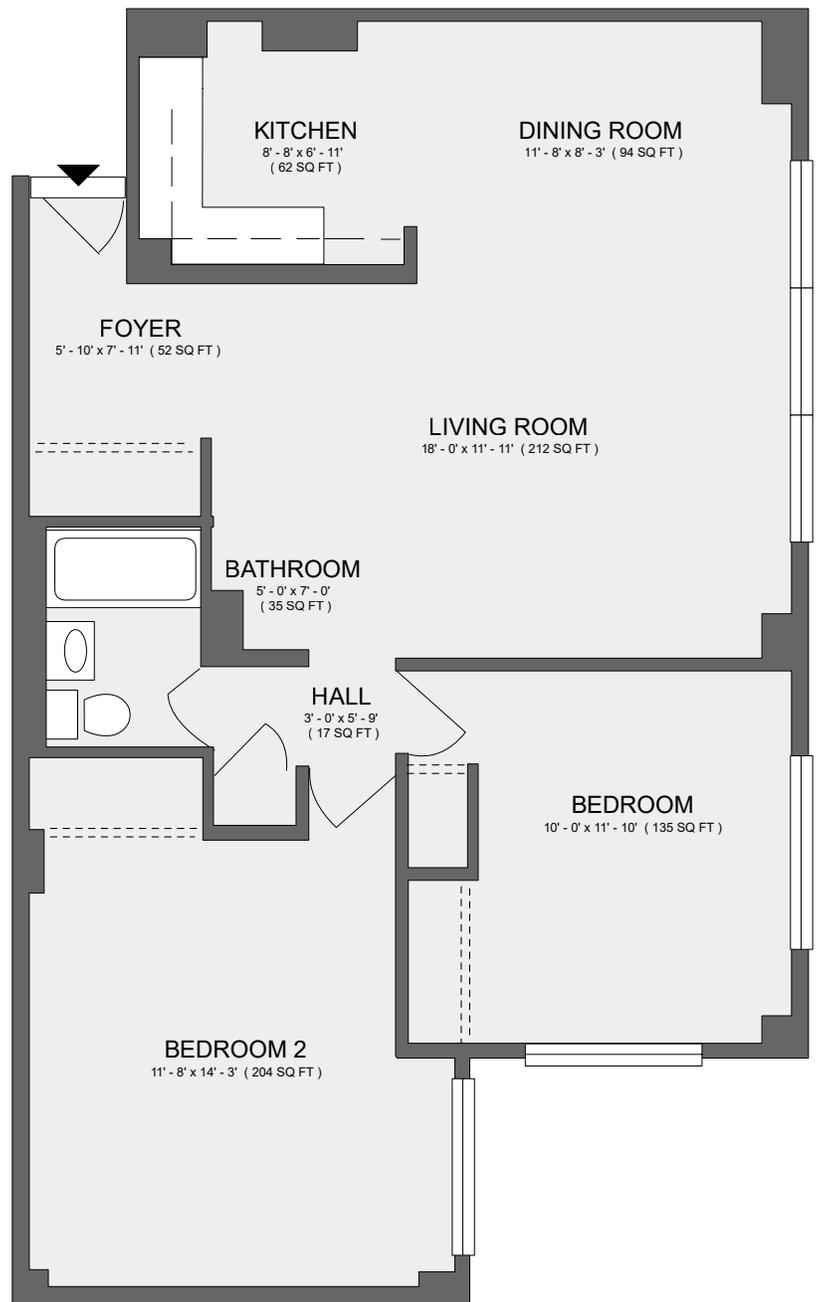 KITCHEN
8' - 8' x 6' - 11'
( 62 SQ FT )
DINING ROOM
11' - 8' x 8' - 3' ( 94 SQ FT )
FOYER
5' - 10' x 7' - 11' ( 52 SQ FT )
LIVING ROOM
18' - 0' x 11' - 11' ( 212 SQ FT )
BATHROOM
5' - 0' x 7' - 0'
( 35 SQ FT )
HALL
3' - 0' x 5' - 9'
( 17 SQ FT )
BEDROOM
10' - 0' x 11' - 10' ( 135 SQ FT )
BEDROOM 2
11' - 8' x 14' - 3' ( 204 SQ FT )